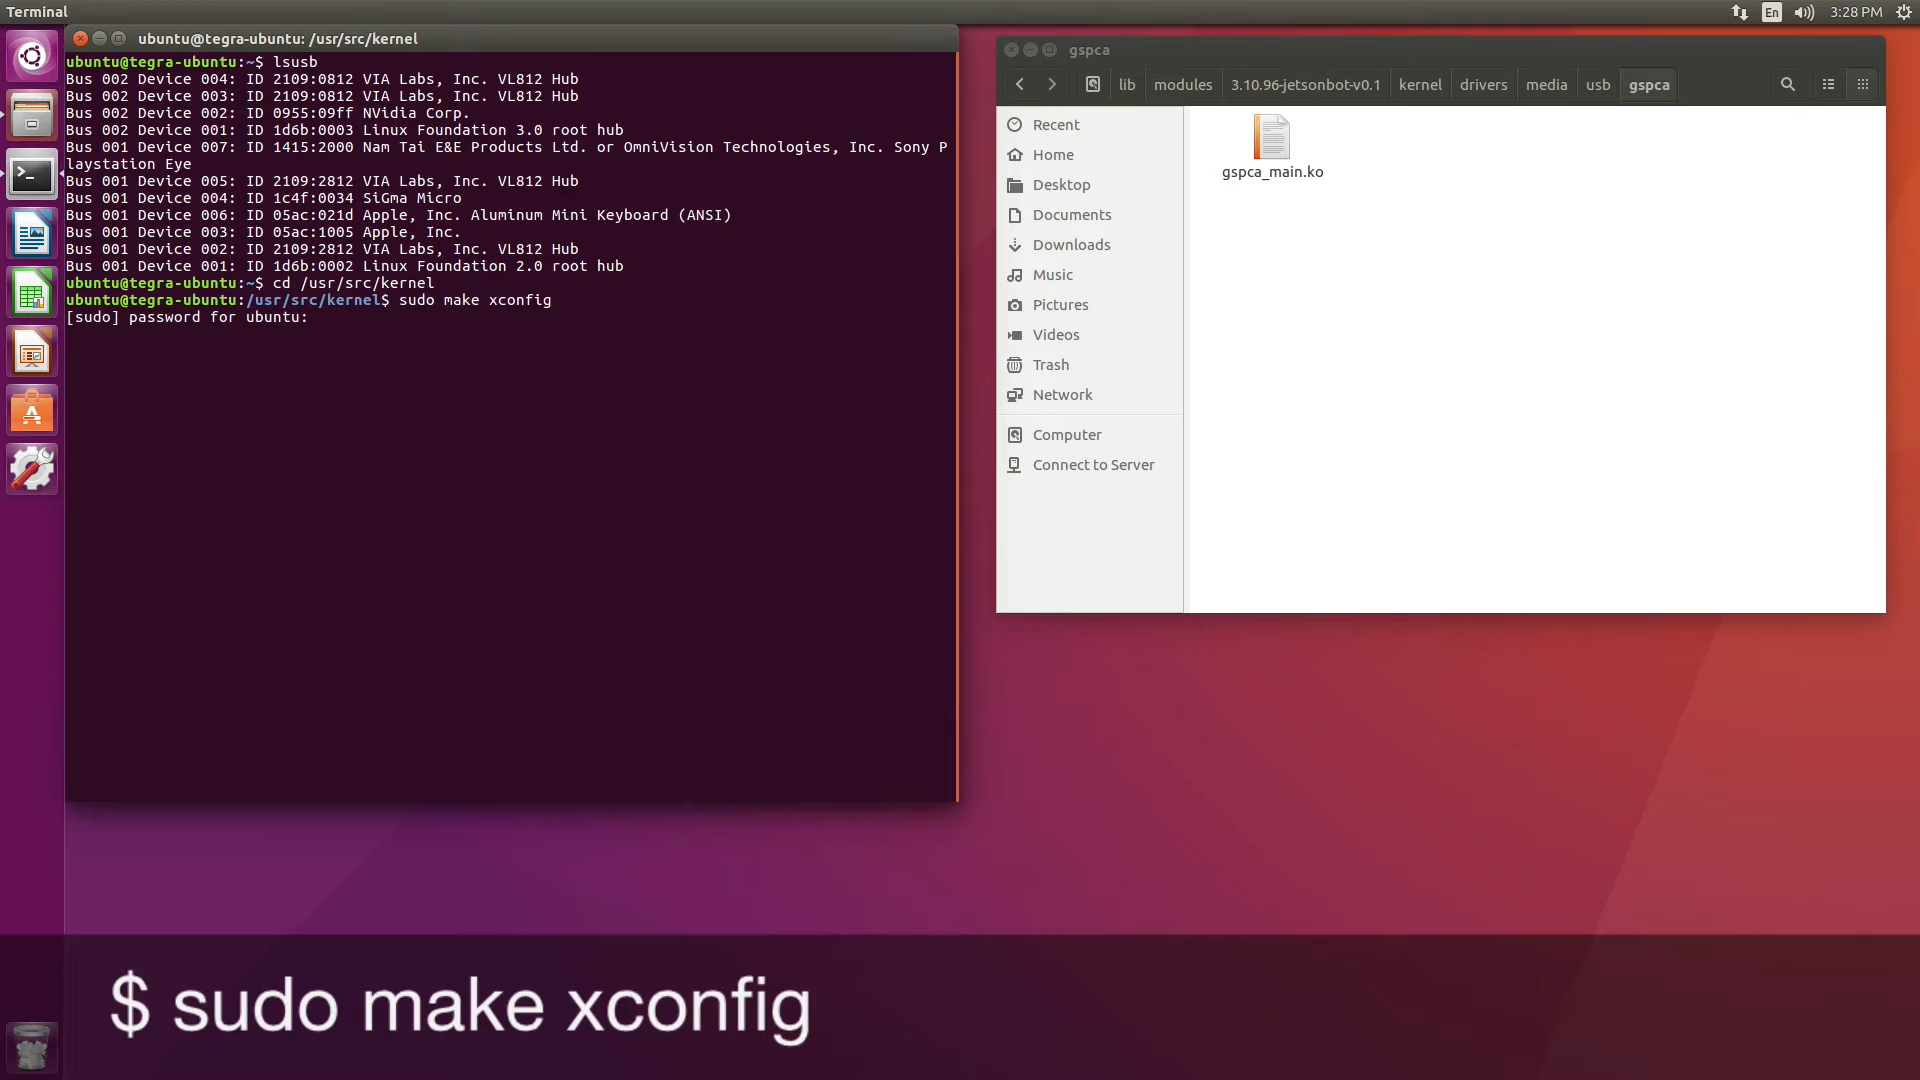 Terminal
En
3:28 PM
ubuntu@tegra-ubuntu: /usr/src/kernel
ubuntu@tegra-ubuntu:~$ lsusb
Bus 002 Device 004: ID 2109:0812 VIA Labs, Inc. VL812 Hub
Bus 002 Device 003: ID 2109:0812 VIA Labs, Inc. VL812 Hub
Bus 002 Device 002: ID 0955:09ff NVidia Corp.
Bus 002 Device 001: ID 1d6b:0003 Linux Foundation 3.0 root hub
Bus 001 Device 007: ID 1415:2000 Nam Tai E&E Products Ltd. or OmniVision Technologies, Inc. Sony P
laystation Eye
Bus 001 Device 005: ID 2109:2812 VIA Labs, Inc. VL812 Hub
Bus 001 Device 004: ID 1c4f:0034 SiGma Micro
Bus 001 Device 006: ID 05ac:021d Apple, Inc. Aluminum Mini Keyboard (ANSI)
Bus 001 Device 003: ID 05ac:1005 Apple, Inc.
Bus 001 Device 002: ID 2109:2812 VIA Labs, Inc. VL812 Hub
Bus 001 Device 001: ID 1d6b:0002 Linux Foundation 2.0 root hub
ubuntu@tegra-ubuntu:~$ cd /usr/src/kernel
ubuntu@tegra-ubuntu:/usr/src/kernel$ sudo make xconfig
[sudo] password for ubuntu:
gspca
lib modules 3.10.96-jetsonbot-v0.1 kernel drivers media usb gspca
Recent
Home
Desktop
Documents
Downloads
Music
Pictures
Videos
Trash
Network
Computer
Connect to Server
gspca_main.ko
$ sudo make xconfig